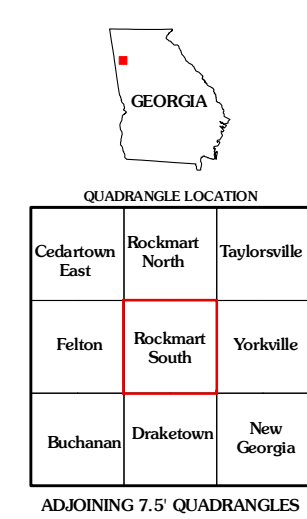 GEORGIA
QUADRANGLE LOCATION
Cedartown
East
Rockmart
North
Taylorsville
Felton
Rockmart
South
Yorkville
Buchanan
Draketown
New
Georgia
ADJOINING 7.5' QUADRANGLES